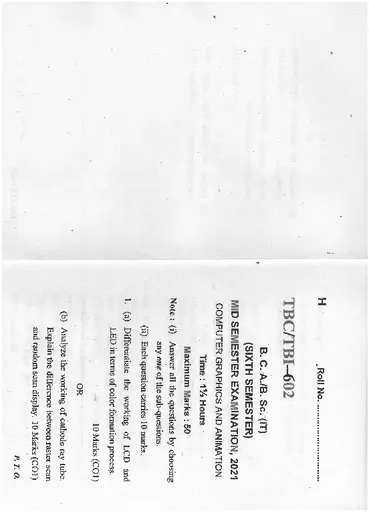 H
Roll No. ..............................
TBC/TBI–602
B. C. A./B. Sc. (IT)
(SIXTH SEMESTER)
MID SEMESTER EXAMINATION, 2021
COMPUTER GRAPHICS AND ANIMATION
Time : 1½ Hours
Maximum Marks : 50
Note : (i) Answer all the questions by choosing
any one of the sub-questions.
(ii) Each question carries 10 marks.
1. (a) Differentiate the working of LCD and
LED in terms of color formation process.
10 Marks (CO1)
OR
(b) Analyze the working of cathode ray tube.
Explain the difference between raster scan
and random scan display. 10 Marks (CO1)
P. T. O.